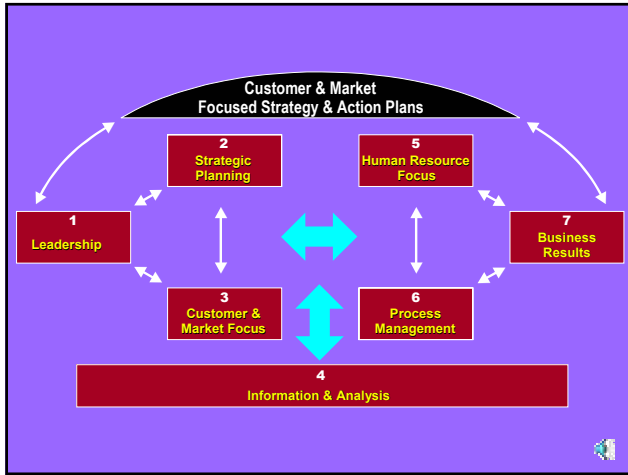 Customer & Market
Focused Strategy & Action Plans
2
Strategic
Planning
5
Human Resource
Focus
1
Leadership
7
Business
Results
3
Customer &
Market Focus
6
Process
Management
4
Information & Analysis